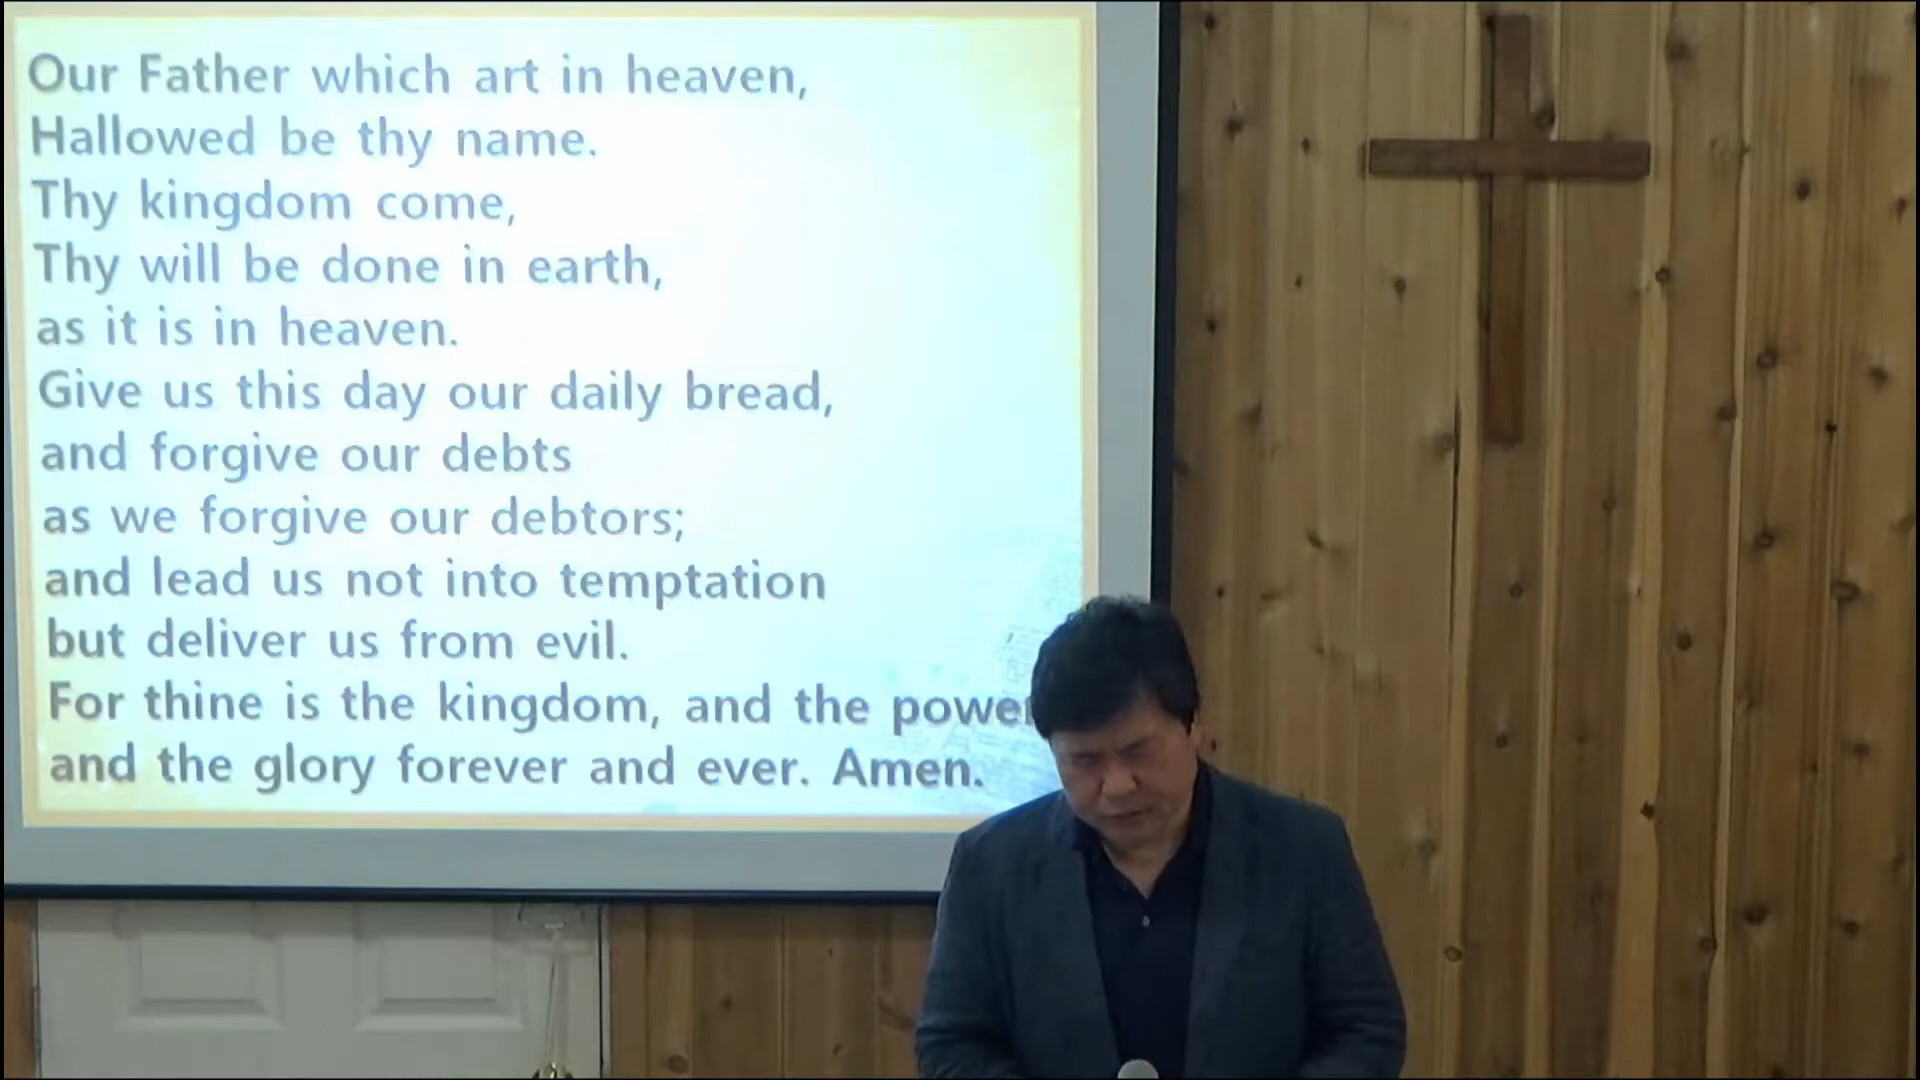 Our Father which art in heaven,
Hallowed be thy name.
Thy kingdom come,
Thy will be done in earth,
as it is in heaven.
Give us this day our daily bread,
and forgive our debts
as we forgive our debtors;
and lead us not into temptation
but deliver us from evil.
For thine is the kingdom, and the power
and the glory forever and ever. Amen.